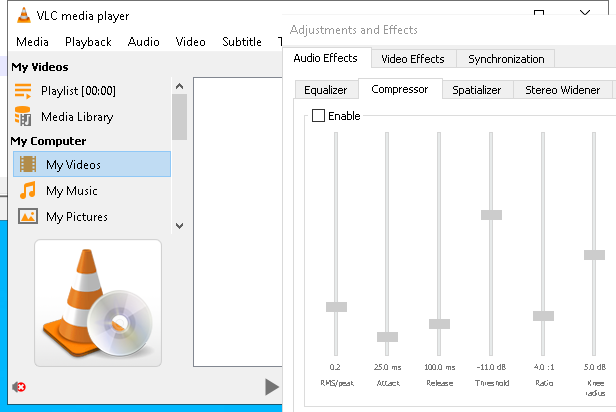 VLC media player
Media Playback Audio Video Subtitle
My Videos
Playlist [00:00]
Media Library
My Computer
My Videos
My Music
My Pictures
Adjustments and Effects
Audio Effects Video Effects Synchronization
Equalizer Compressor Spatializer Stereo Widener
Enable
0.2 25.0 ms 100.0 ms -11.0 dB 4.0 :1 5.0 dB
RMS/peak Attack Release Threshold Ratio Knee
radius